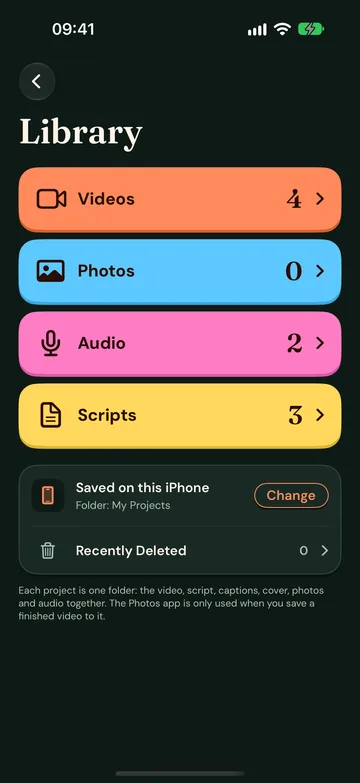 09:41
Library
Videos 4
Photos 0
Audio 2
Scripts 3
Saved on this iPhone
Folder: My Projects
Change
Recently Deleted 0
Each project is one folder: the video, script, captions, cover, photos
and audio together. The Photos app is only used when you save a
finished video to it.